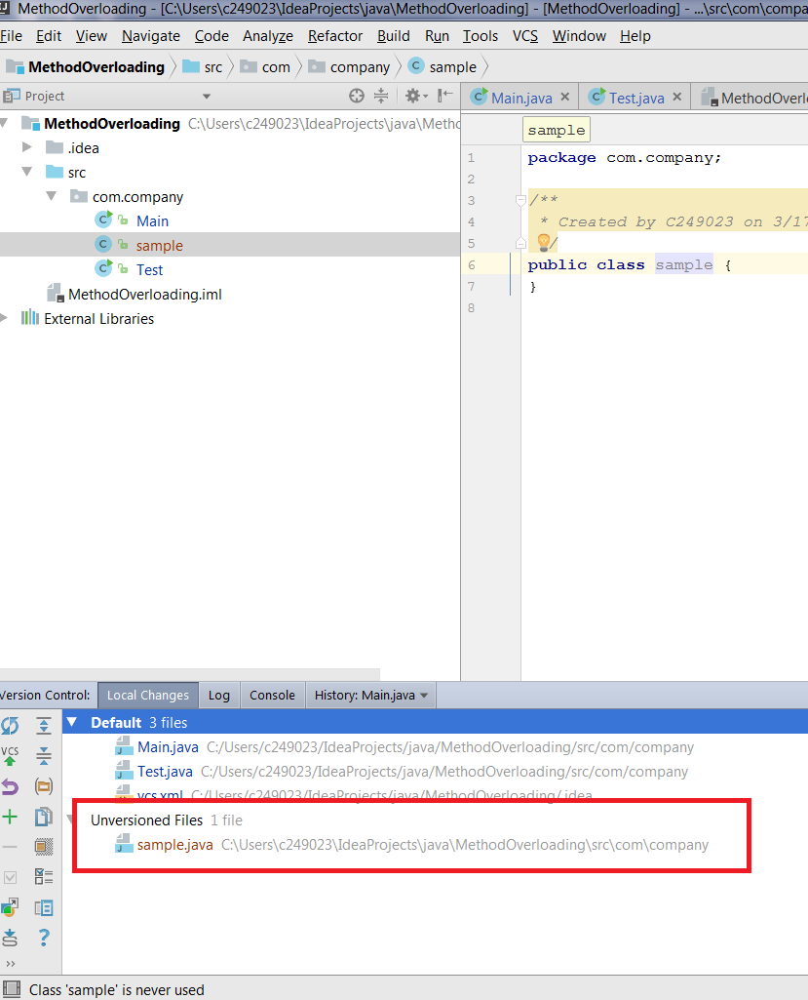 MethodOverloading - [C:\Users\c249023\IdeaProjects\java\MethodOverloading] - [MethodOverloading] - ...\src\com\compa
File Edit View Navigate Code Analyze Refactor Build Run Tools VCS Window Help
MethodOverloading src com company sample
Project
Main.java Test.java MethodOverl
MethodOverloading C:\Users\c249023\IdeaProjects\java\Metho
.idea
src
com.company
Main
sample
Test
MethodOverloading.iml
External Libraries
sample
1 package com.company;
2
3 /**
4 * Created by C249023 on 3/17
5 */
6 public class sample {
7 }
8
Version Control: Local Changes Log Console History: Main.java
Default 3 files
Main.java C:/Users/c249023/IdeaProjects/java/MethodOverloading/src/com/company
Test.java C:/Users/c249023/IdeaProjects/java/MethodOverloading/src/com/company
vcs.xml C:/Users/c249023/IdeaProjects/java/MethodOverloading/.idea
Unversioned Files 1 file
sample.java C:\Users\c249023\IdeaProjects\java\MethodOverloading\src\com\company
VCS
Class 'sample' is never used